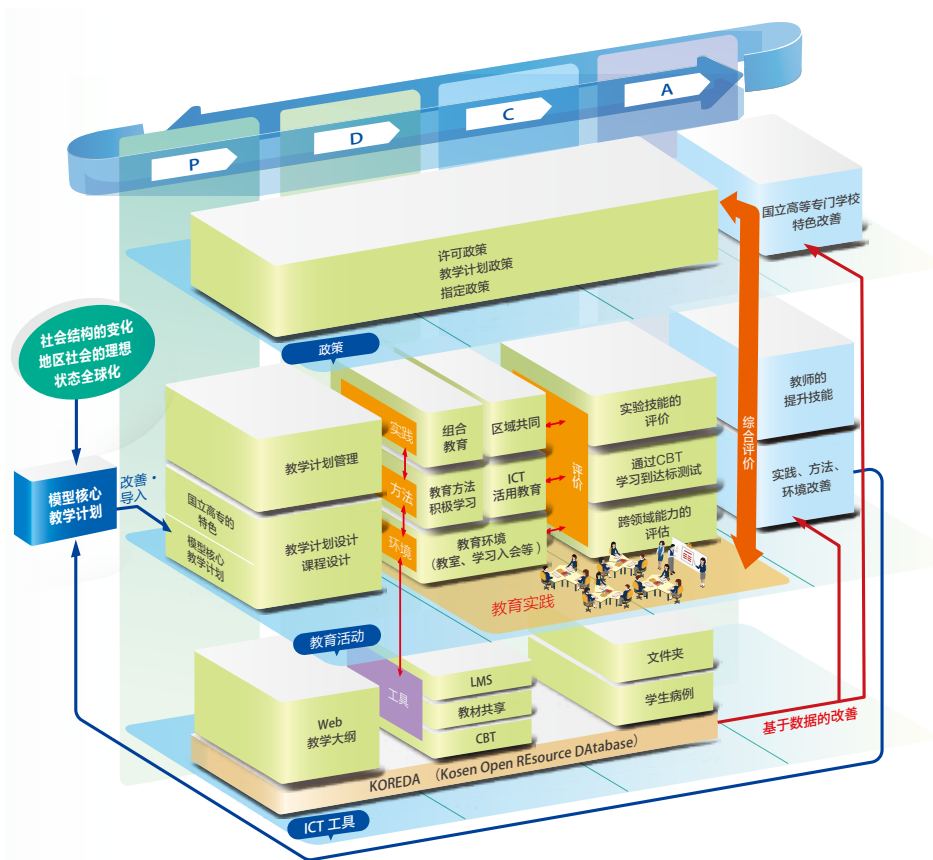 P
D
C
A
国立高等专门学校
特色改善
许可政策
教学计划政策
指定政策
政策
社会结构的变化
地区社会的理想
状态全球化
模型核心
教学计划
改善・
导入
教学计划管理
国立高专的
特色
模型核心
教学计划
教学计划设计
课程设计
实践
方法
环境
组合
教育
区域共同
教育方法
积极学习
ICT
活用教育
教育环境
（教室、学习入会等）
评价
实验技能的
评价
通过CBT
学习到达标测试
跨领域能力的
评估
综合评价
教师的
提升技能
实践、方法、
环境改善
教育实践
教育活动
Web
教学大纲
工具
LMS
教材共享
CBT
文件夹
学生病例
KOREDA （Kosen Open REsource DAtabase）
基于数据的改善
ICT 工具